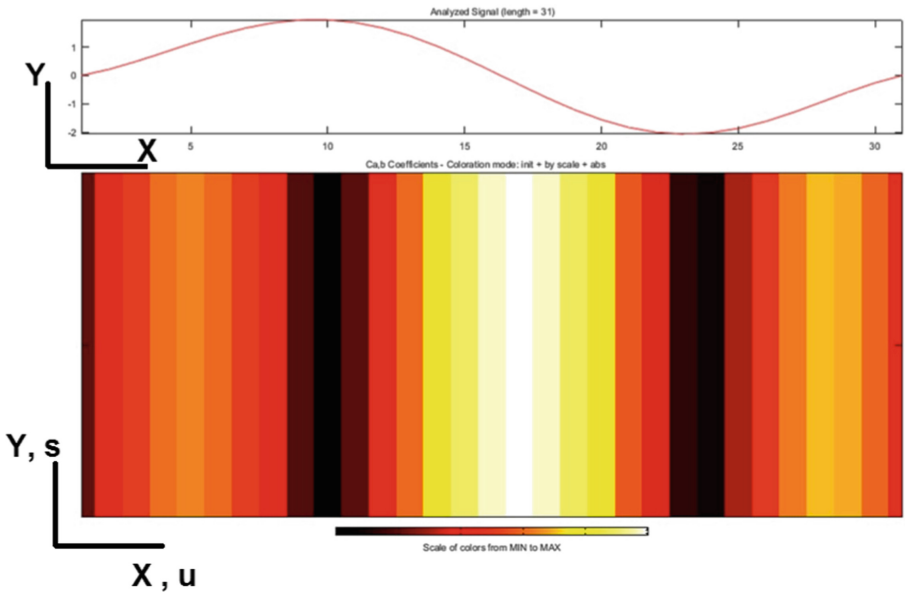 Analyzed Signal (length = 31)
1
0
-1
-2
Y
X
5 10 15 20 25 30
Ca,b Coefficients - Coloration mode: init + by scale + abs
Y, s
Scale of colors from MIN to MAX
X , u